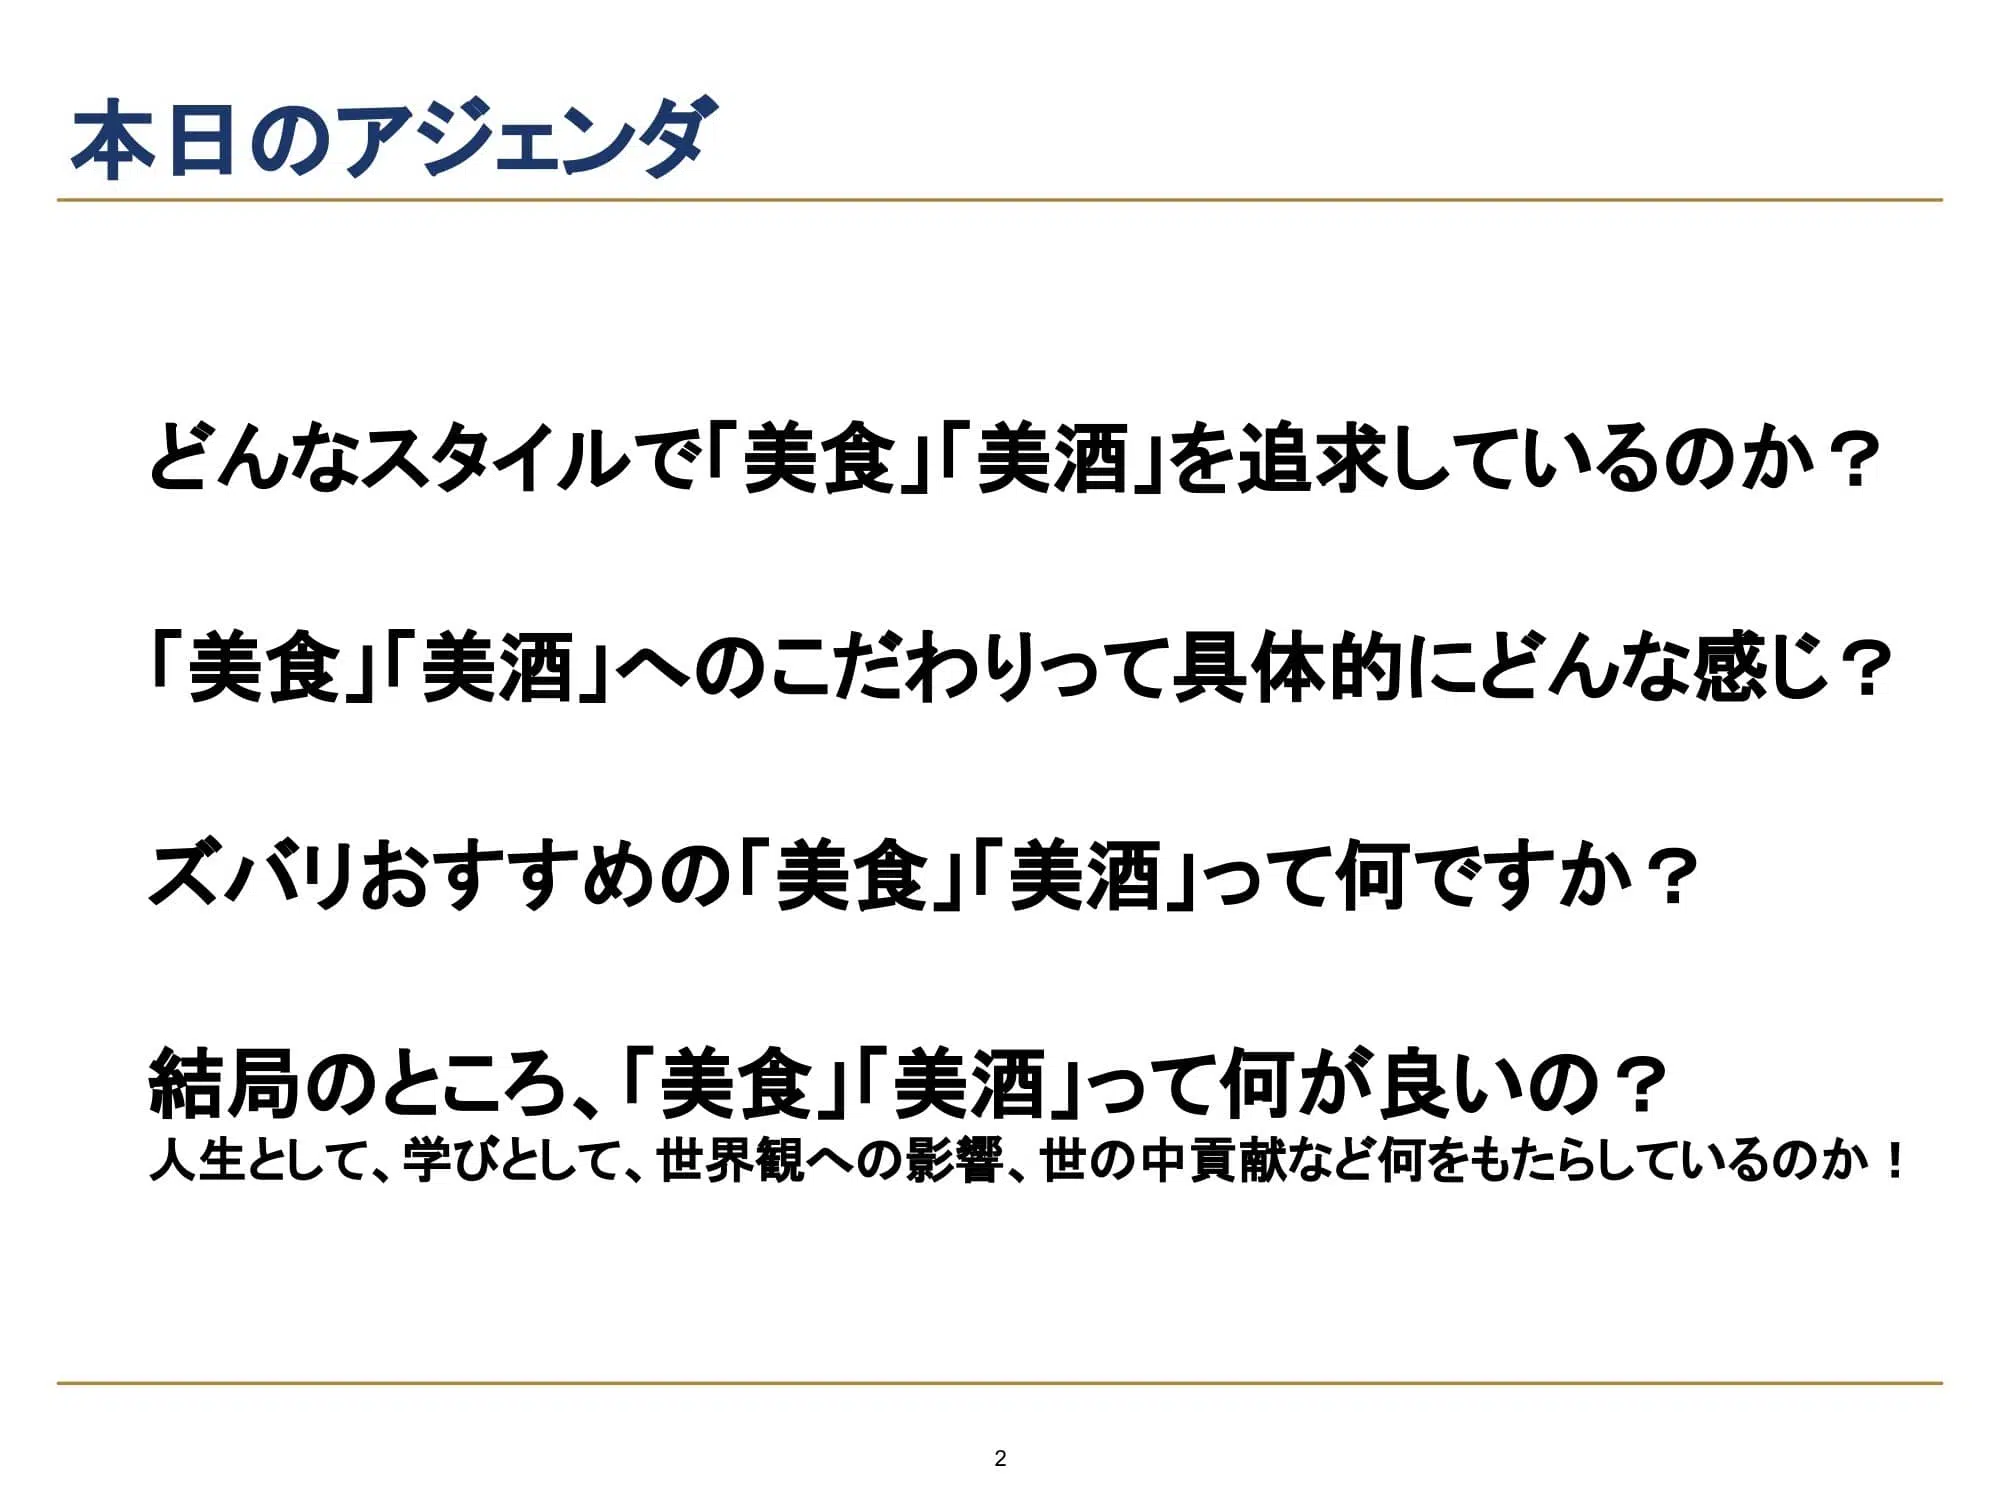 本日のアジェンダ
どんなスタイルで「美食」「美酒」を追求しているのか？
「美食」「美酒」へのこだわりって具体的にどんな感じ？
ズバリおすすめの「美食」「美酒」って何ですか？
結局のところ、「美食」「美酒」って何が良いの？
人生として、学びとして、世界観への影響、世の中貢献など何をもたらしているのか！
2